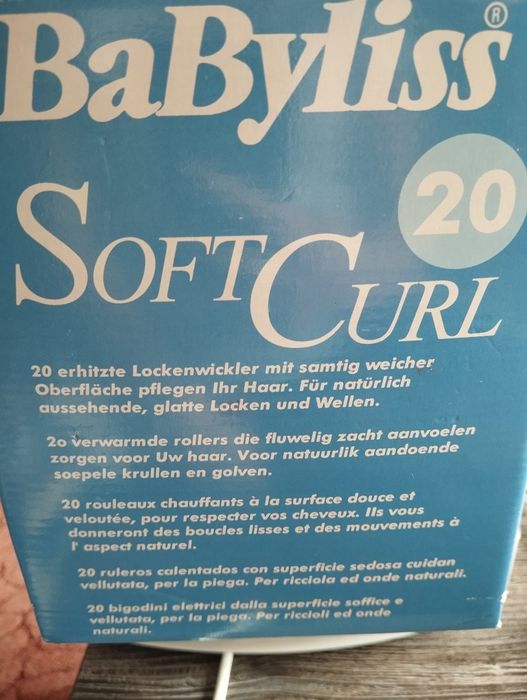 BaByliss®
20
SOFT CURL
20 erhitzte Lockenwickler mit samtig weicher
Oberfläche pflegen Ihr Haar. Für natürlich
aussehende, glatte Locken und Wellen.
2o verwarmde rollers die fluwelig zacht aanvoelen
zorgen voor Uw haar. Voor natuurlik aandoende
soepele krullen en golven.
20 rouleaux chauffants à la surface douce et
veloutée, pour respecter vos cheveux. Ils vous
donneront des boucles lisses et des mouvements à
l' aspect naturel.
20 ruleros calentados con superficie sedosa cuidan
vellutata, per la piega. Per ricciola ed onde naturali.
20 bigodini elettrici dalla superficie soffice e
vellutata, per la piega. Per riccioli ed onde
naturali.